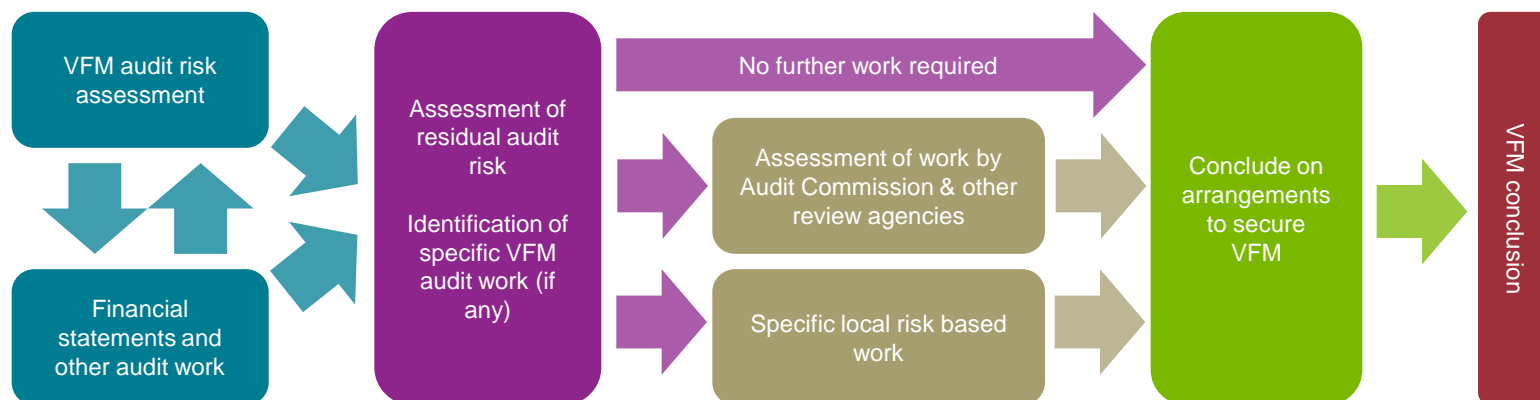 VFM audit risk
assessment
Financial
statements and
other audit work
Assessment of
residual audit
risk
Identification of
specific VFM
audit work (if
any)
No further work required
Assessment of work by
Audit Commission & other
review agencies
Specific local risk based
work
Conclude on
arrangements
to secure
VFM
VFM conclusion